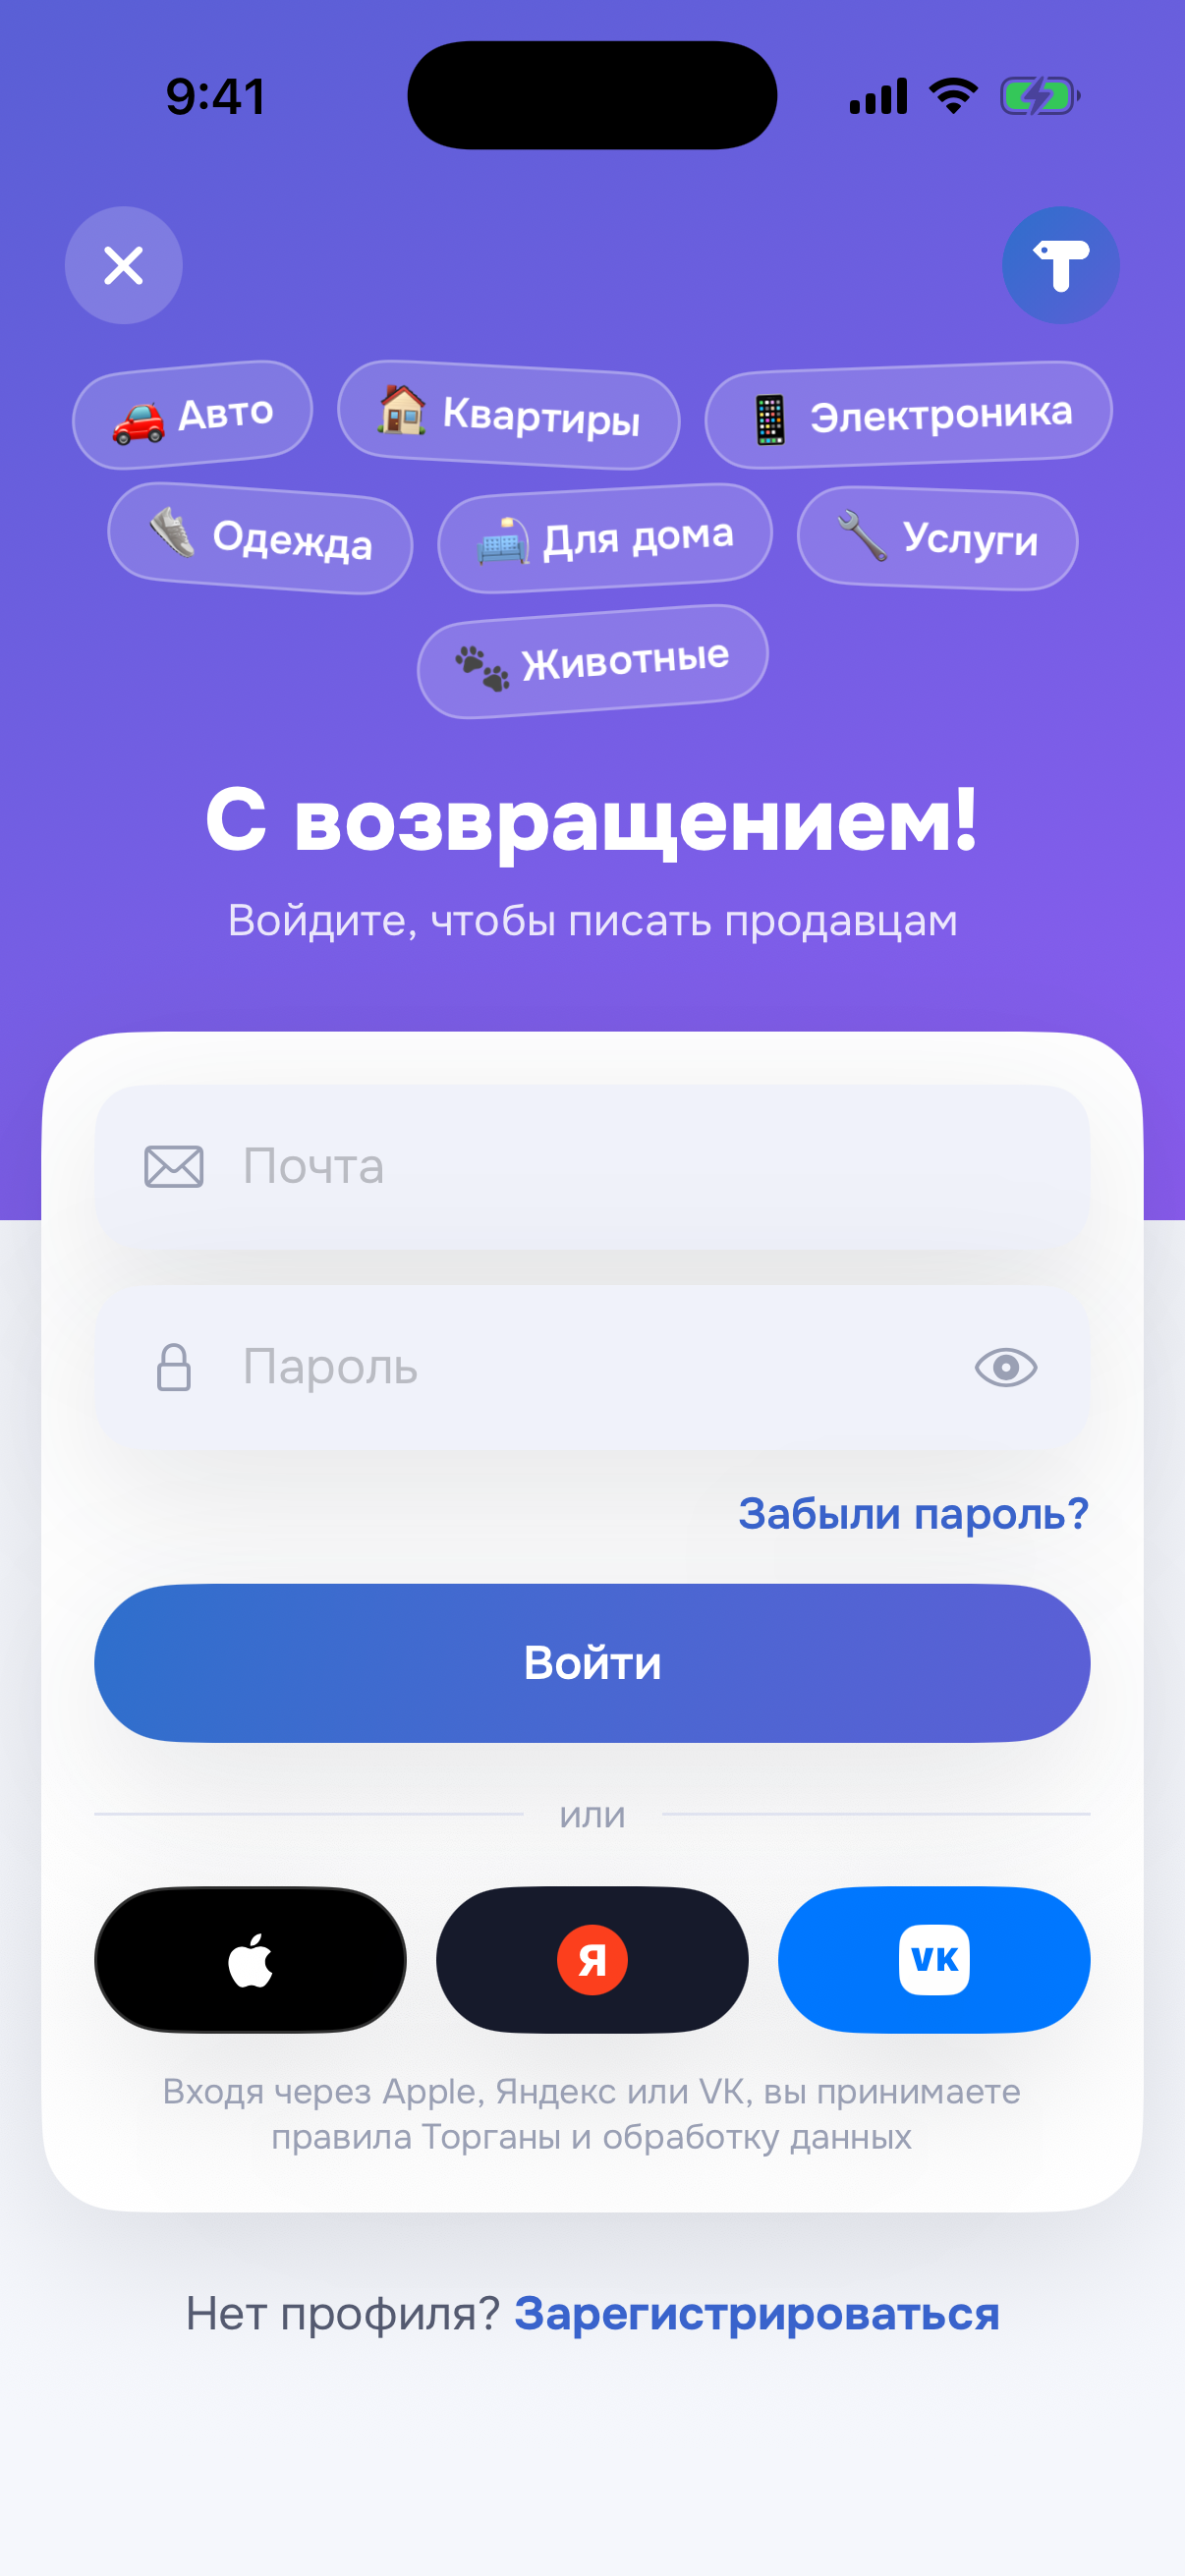 9:41
Авто
Квартиры
Электроника
Одежда
Для дома
Услуги
Животные
С возвращением!
Войдите, чтобы писать продавцам
Почта
Пароль
Забыли пароль?
Войти
или
Я
VK
Входя через Apple, Яндекс или VK, вы принимаете
правила Торганы и обработку данных
Нет профиля? Зарегистрироваться